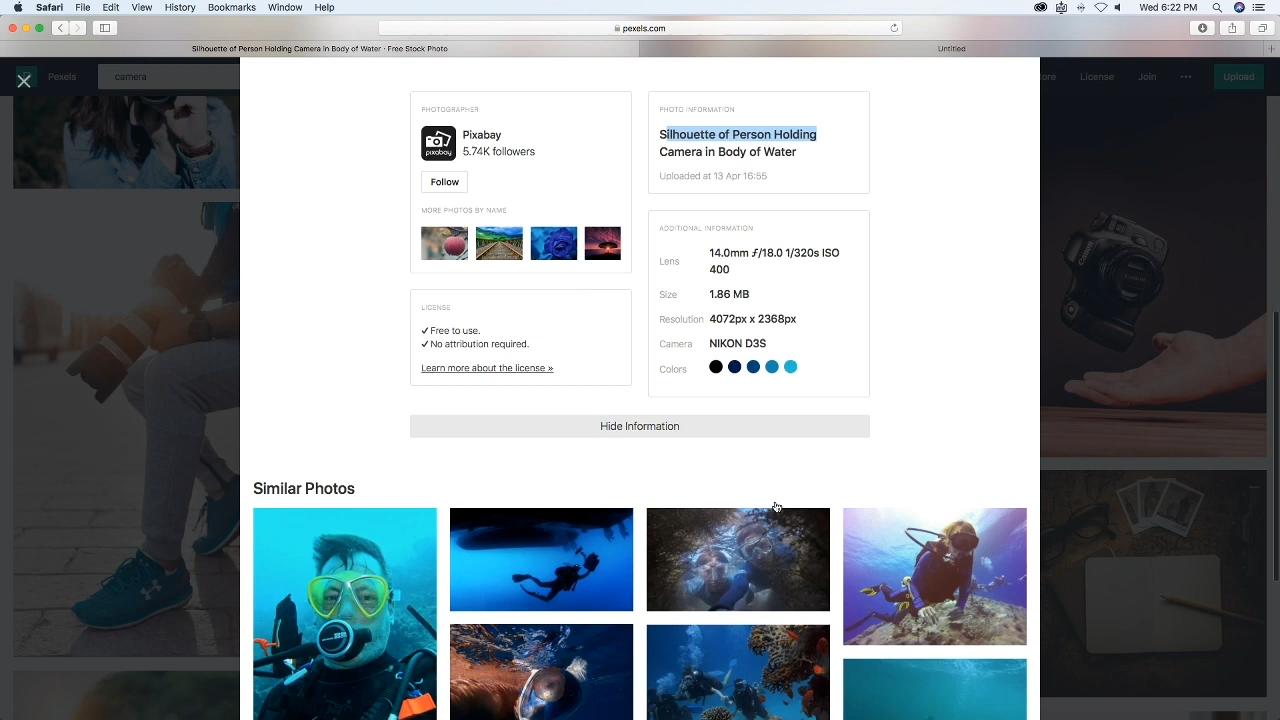 Safari File Edit View History Bookmarks Window Help
Wed 6:22 PM
pexels.com
Silhouette of Person Holding Camera in Body of Water · Free Stock Photo
Untitled
Pexels
camera
License
Join
Upload
PHOTOGRAPHER
pixabay
Pixabay
5.74K followers
Follow
MORE PHOTOS BY NAME
LICENSE
✓ Free to use.
✓ No attribution required.
Learn more about the license »
PHOTO INFORMATION
Silhouette of Person Holding
Camera in Body of Water
Uploaded at 13 Apr 16:55
ADDITIONAL INFORMATION
Lens 14.0mm ƒ/18.0 1/320s ISO
400
Size 1.86 MB
Resolution 4072px x 2368px
Camera NIKON D3S
Colors
Hide Information
Similar Photos
Canon